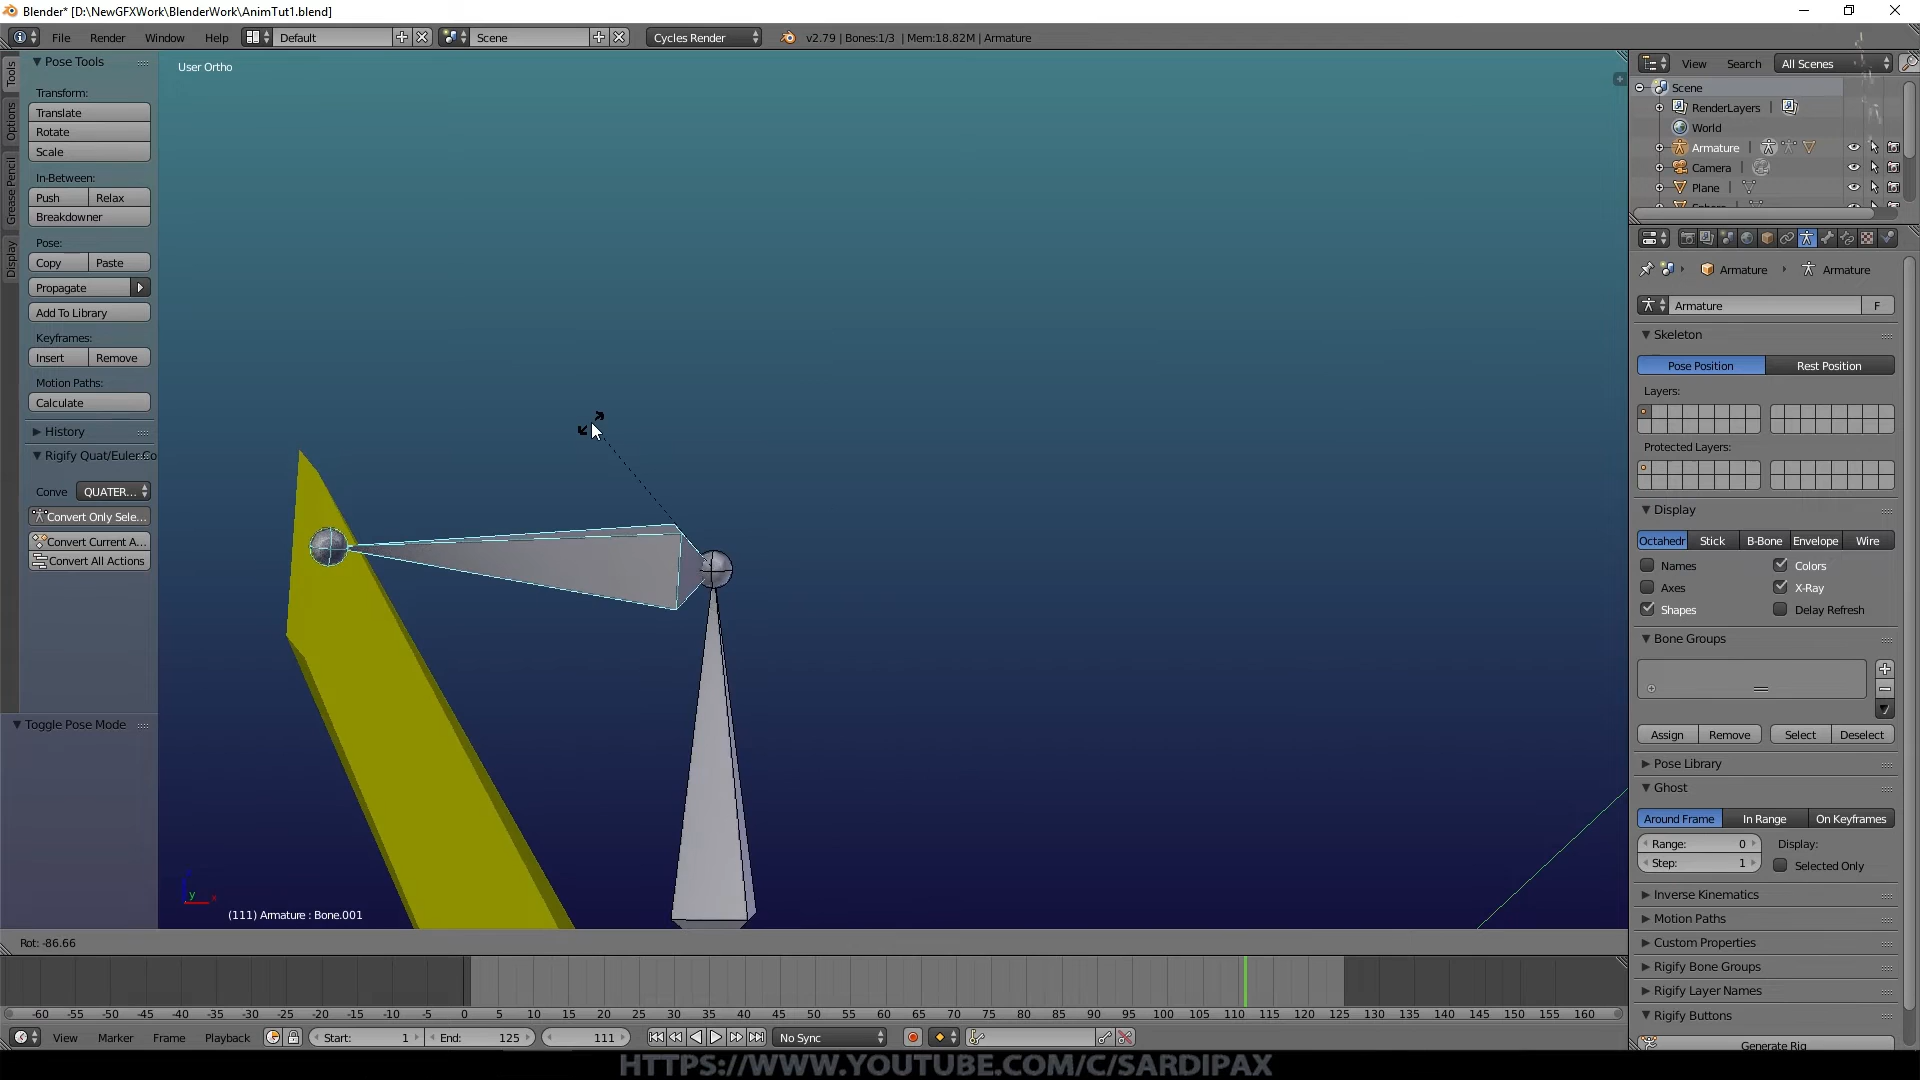 Blender* [D:\NewGFXWork\BlenderWork\AnimTut1.blend]
File Render Window Help Default Scene Cycles Render v2.79 | Bones:1/3 | Mem:18.82M | Armature
Tools
Options
Grease Pencil
Display
Pose Tools
Transform:
Translate
Rotate
Scale
In-Between:
Push Relax
Breakdowner
Pose:
Copy Paste
Propagate
Add To Library
Keyframes:
Insert Remove
Motion Paths:
Calculate
History
Rigify Quat/Euler Co
Conve QUATER...
Convert Only Sele...
Convert Current A...
Convert All Actions
Toggle Pose Mode
User Ortho
y x
(111) Armature : Bone.001
Rot: -86.66
View Search All Scenes
Scene
RenderLayers |
World
Armature |
Camera |
Plane |
Armature Armature
Armature F
Skeleton
Pose Position Rest Position
Layers:
Protected Layers:
Display
Octahedr Stick B-Bone Envelope Wire
Names Colors
Axes X-Ray
Shapes Delay Refresh
Bone Groups
Assign Remove Select Deselect
Pose Library
Ghost
Around Frame In Range On Keyframes
Range: 0 Display:
Step: 1 Selected Only
Inverse Kinematics
Motion Paths
Custom Properties
Rigify Bone Groups
Rigify Layer Names
Rigify Buttons
Generate Rig
-60 -55 -50 -45 -40 -35 -30 -25 -20 -15 -10 -5 0 5 10 15 20 25 30 35 40 45 50 55 60 65 70 75 80 85 90 95 100 105 110 115 120 125 130 135 140 145 150 155 160
View Marker Frame Playback Start: 1 End: 125 111 No Sync
HTTPS://WWW.YOUTUBE.COM/C/SARDIPAX